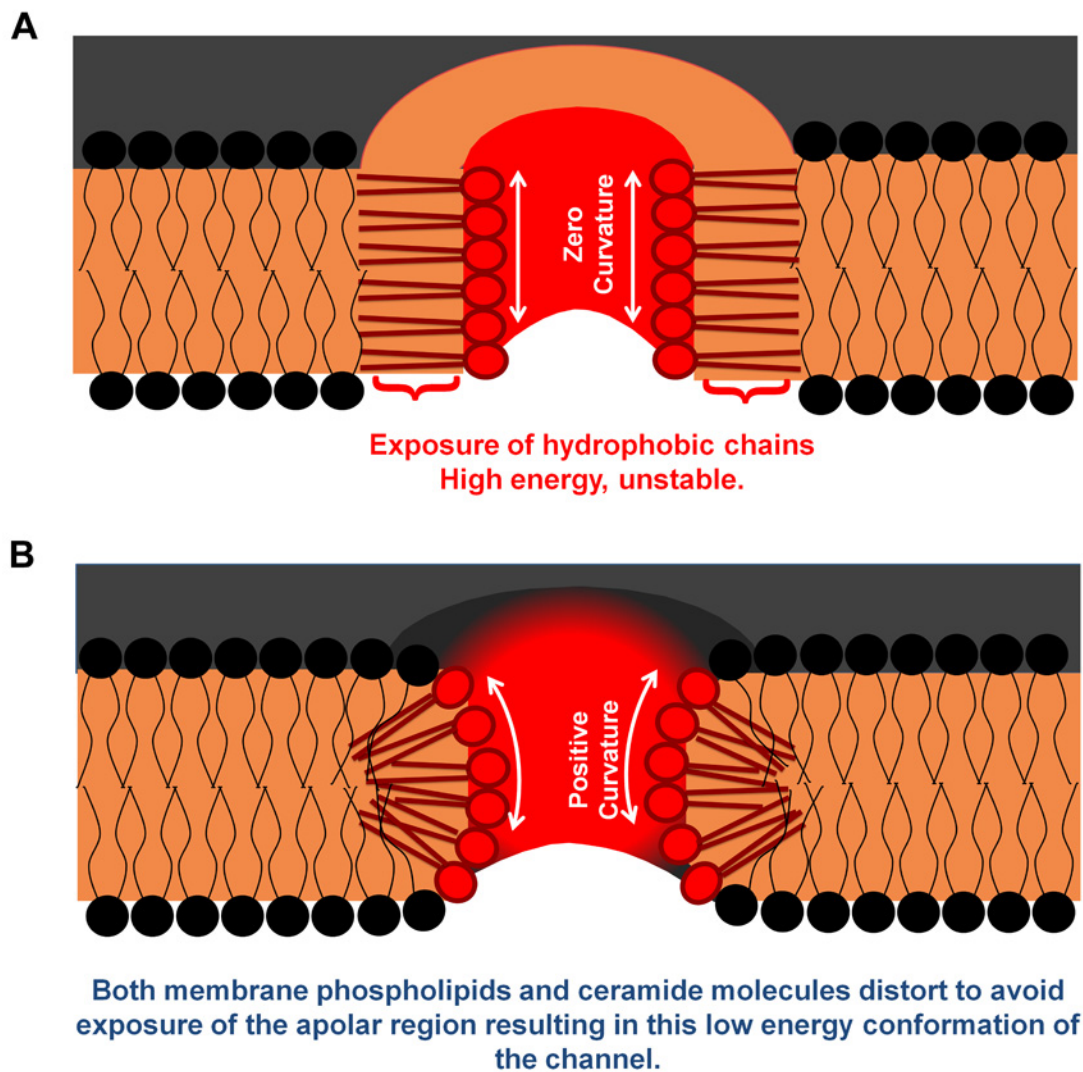 A
Zero
Curvature
Exposure of hydrophobic chains
High energy, unstable.
B
Positive
Curvature
Both membrane phospholipids and ceramide molecules distort to avoid
exposure of the apolar region resulting in this low energy conformation of
the channel.